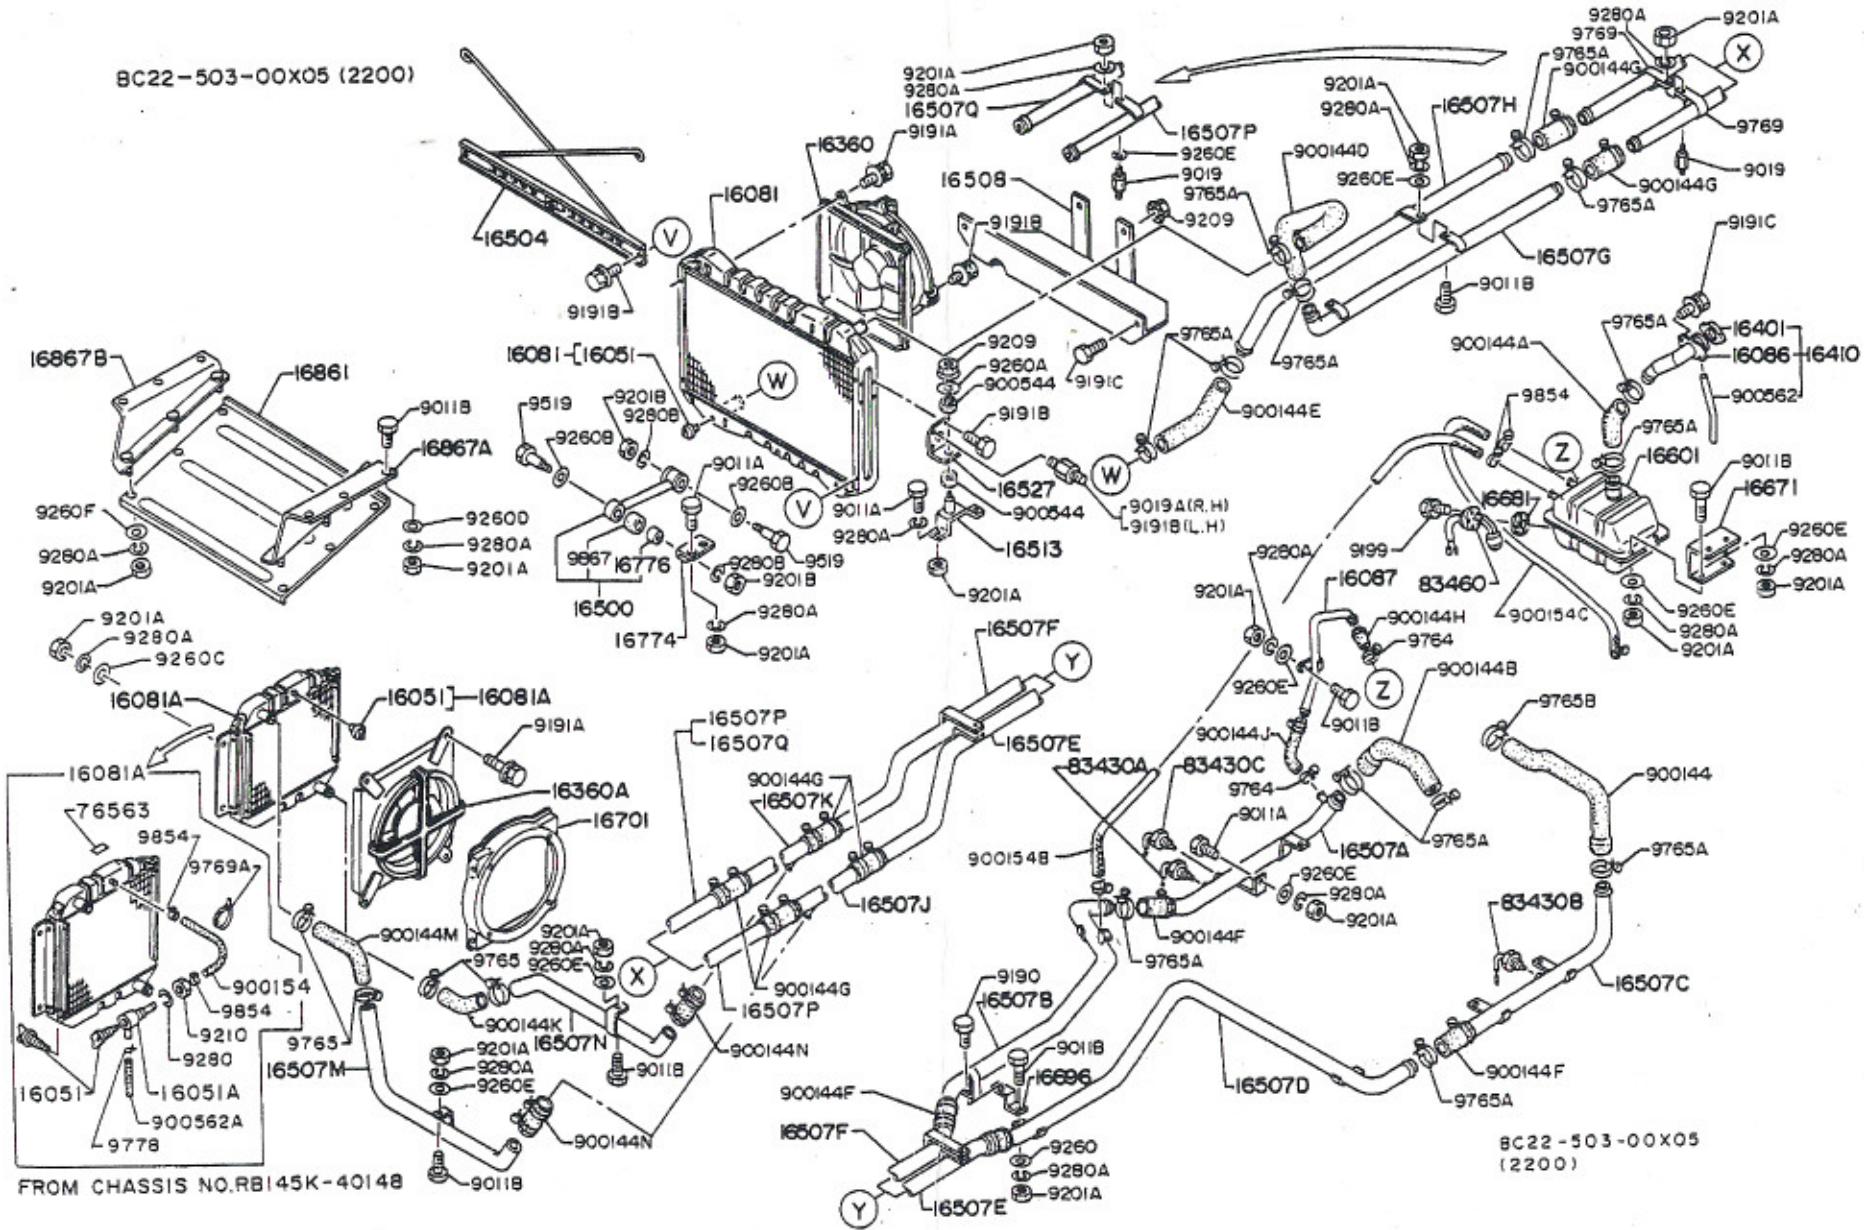 BC22-503-00X05 (2200)
9280A
9769
9201A
X
9765A
900144G
9201A
9280A
16507Q
9201A
9280A
16507H
16507P
9769
9260E
9019
9260E
9019
900144G
9765A
16360
9191A
900144D
16508
9765A
9209
16081
9191B
9191C
16504
V
16507G
9011B
9191B
16867B
16861
16081-[16051
W
9209
9260A
900544
9191C
9765A
9765A
9765A
900144A
16401
16086
16410
900562
9011B
9519
9201B
9280B
9191B
900144E
9854
16867A
9260B
9011A
9765A
16601
Z
9011B
9260B
V
9011A
W
16527
900544
9019A(R,H)
9191B(L,H)
16671
9260F
9260D
16681
9280A
9280A
9280A
16513
9199
9260E
9280A
9201A
9201A
9867
16776
9280B
9519
9201B
9280A
83460
9201A
16500
9201A
16087
900154C
9260E
9280A
9201A
9201A
9280A
16774
9280A
9201A
9201A
900144H
9764
9260C
16507F
Y
900144B
9260E
Z
16081A
16051]-16081A
9011B
9765B
9191A
16507P
16507Q
16507E
900144J
16081A
900144G
83430A
83430C
900144
16360A
16507K
9764
76563
16701
9011A
9765A
9854
900154B
16507A
9765A
9769A
9260E
16507J
9280A
83430B
900144M
9201A
9280A
9260E
9201A
900144F
9765
X
9765A
900154
900144G
9190
9854
16507B
16507C
9210
900144K
16507P
9765
16507N
900144N
9280
9201A
9011B
16507M
9280A
9011B
16051
16051A
9260E
16696
900144F
900144F
16507D
900562A
9765A
900144N
9778
16507F
9260
BC22-503-00X05
(2200)
9280A
FROM CHASSIS NO.RB145K-40148
9011B
9201A
16507E
Y